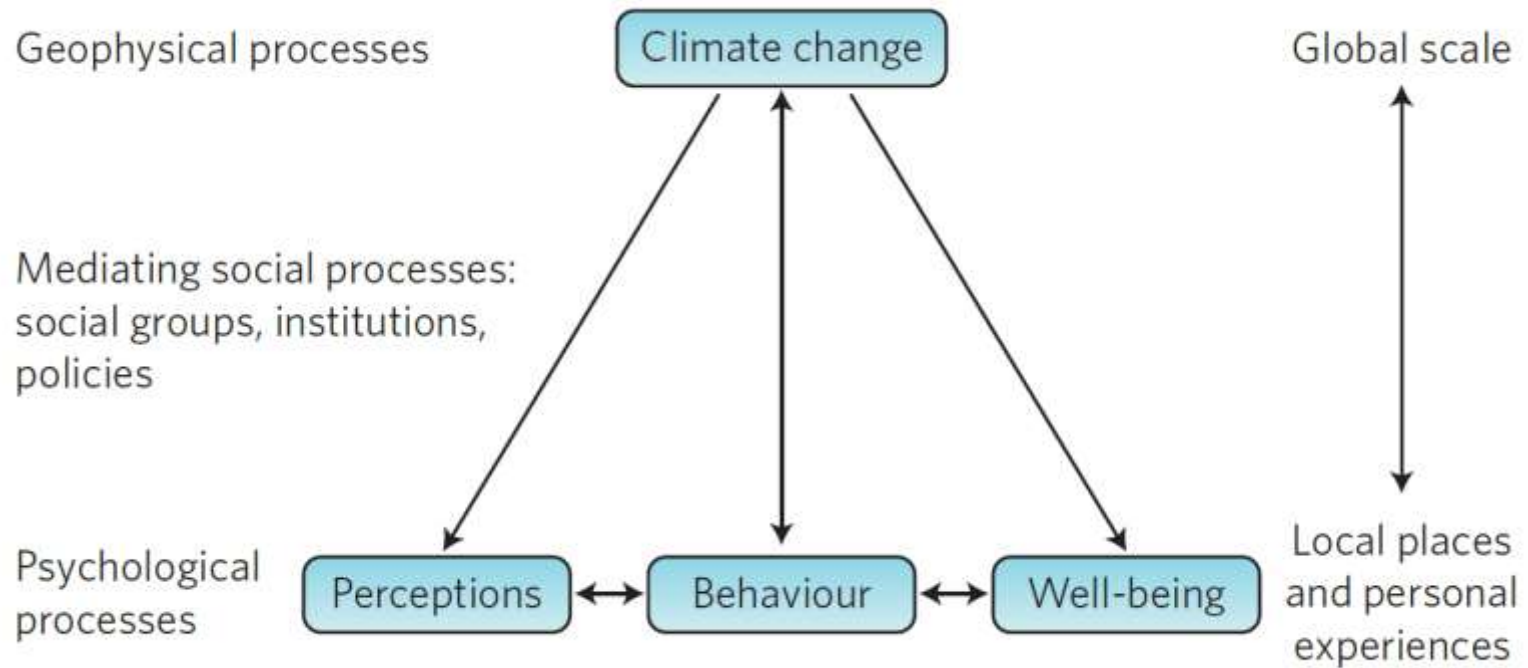 Geophysical processes
Climate change
Global scale
Mediating social processes:
social groups, institutions,
policies
Psychological
processes
Perceptions
Behaviour
Well-being
Local places
and personal
experiences